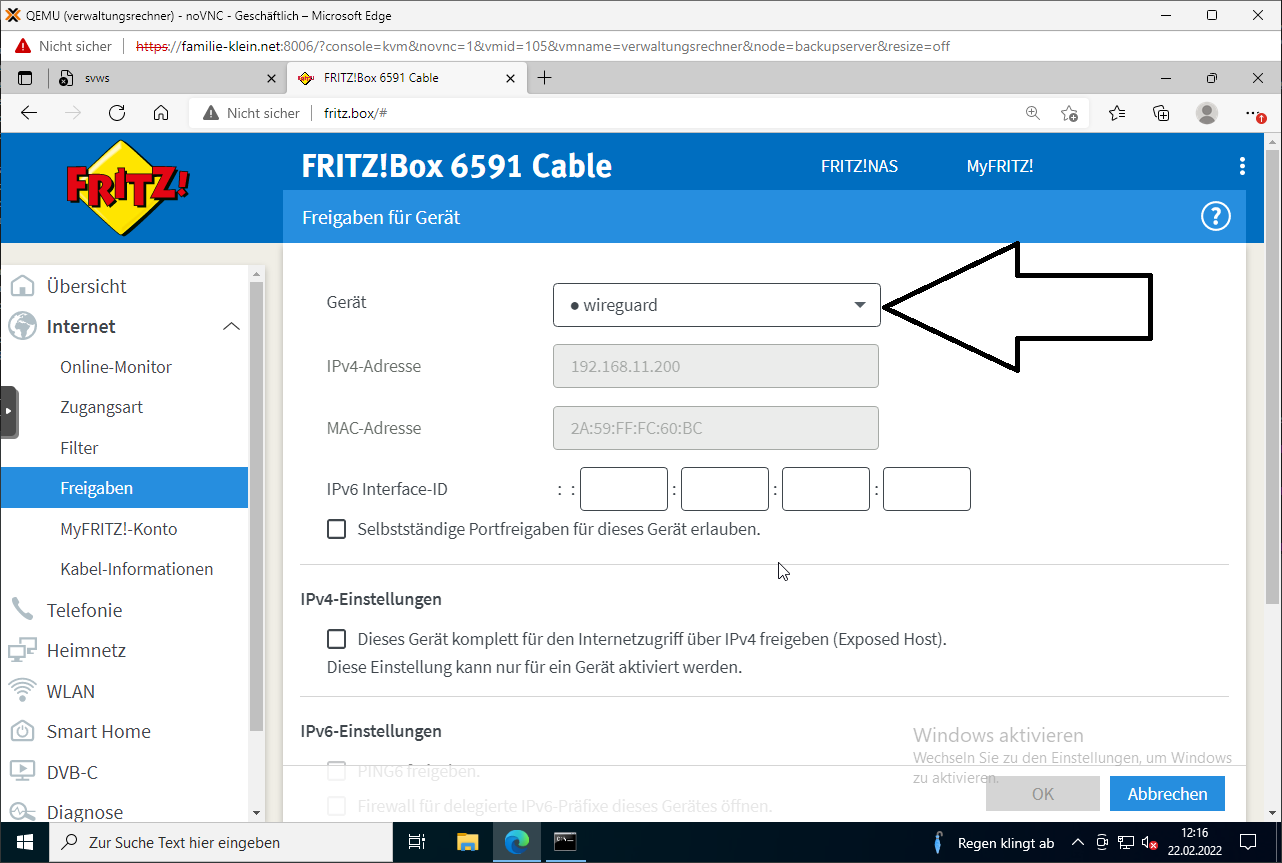 QEMU (verwaltungsrechner) - noVNC - Geschäftlich – Microsoft Edge
Nicht sicher https://familie-klein.net:8006/?console=kvm&novnc=1&vmid=105&vmname=verwaltungsrechner&node=backupserver&resize=off
svws FRITZ!Box 6591 Cable
Nicht sicher fritz.box/#
FRITZ! FRITZ!Box 6591 Cable FRITZ!NAS MyFRITZ!
Freigaben für Gerät ?
Übersicht
Internet
Online-Monitor
Zugangsart
Filter
Freigaben
MyFRITZ!-Konto
Kabel-Informationen
Telefonie
Heimnetz
WLAN
Smart Home
DVB-C
Diagnose
Gerät ● wireguard
IPv4-Adresse 192.168.11.200
MAC-Adresse 2A:59:FF:FC:60:BC
IPv6 Interface-ID : : : : :
Selbstständige Portfreigaben für dieses Gerät erlauben.
IPv4-Einstellungen
Dieses Gerät komplett für den Internetzugriff über IPv4 freigeben (Exposed Host).
Diese Einstellung kann nur für ein Gerät aktiviert werden.
IPv6-Einstellungen
PING6 freigeben.
Firewall für delegierte IPv6-Präfixe dieses Gerätes öffnen.
Windows aktivieren
Wechseln Sie zu den Einstellungen, um Windows
zu aktivieren.
OK Abbrechen
Zur Suche Text hier eingeben
Regen klingt ab
12:16
22.02.2022